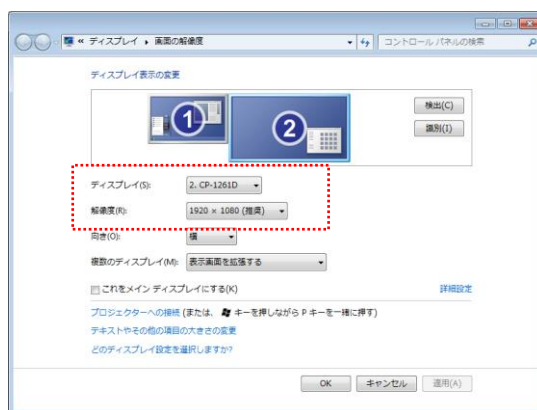 « ディスプレイ ▸ 画面の解像度
コントロール パネルの検索
ディスプレイ表示の変更
1
2
検出(C)
識別(I)
ディスプレイ(S): 2. CP-1261D
解像度(R): 1920 × 1080 (推奨)
向き(O): 横
複数のディスプレイ(M): 表示画面を拡張する
これをメイン ディスプレイにする(K) 詳細設定
プロジェクターへの接続 (または、 キーを押しながら P キーを一緒に押す)
テキストやその他の項目の大きさの変更
どのディスプレイ設定を選択しますか?
OK キャンセル 適用(A)